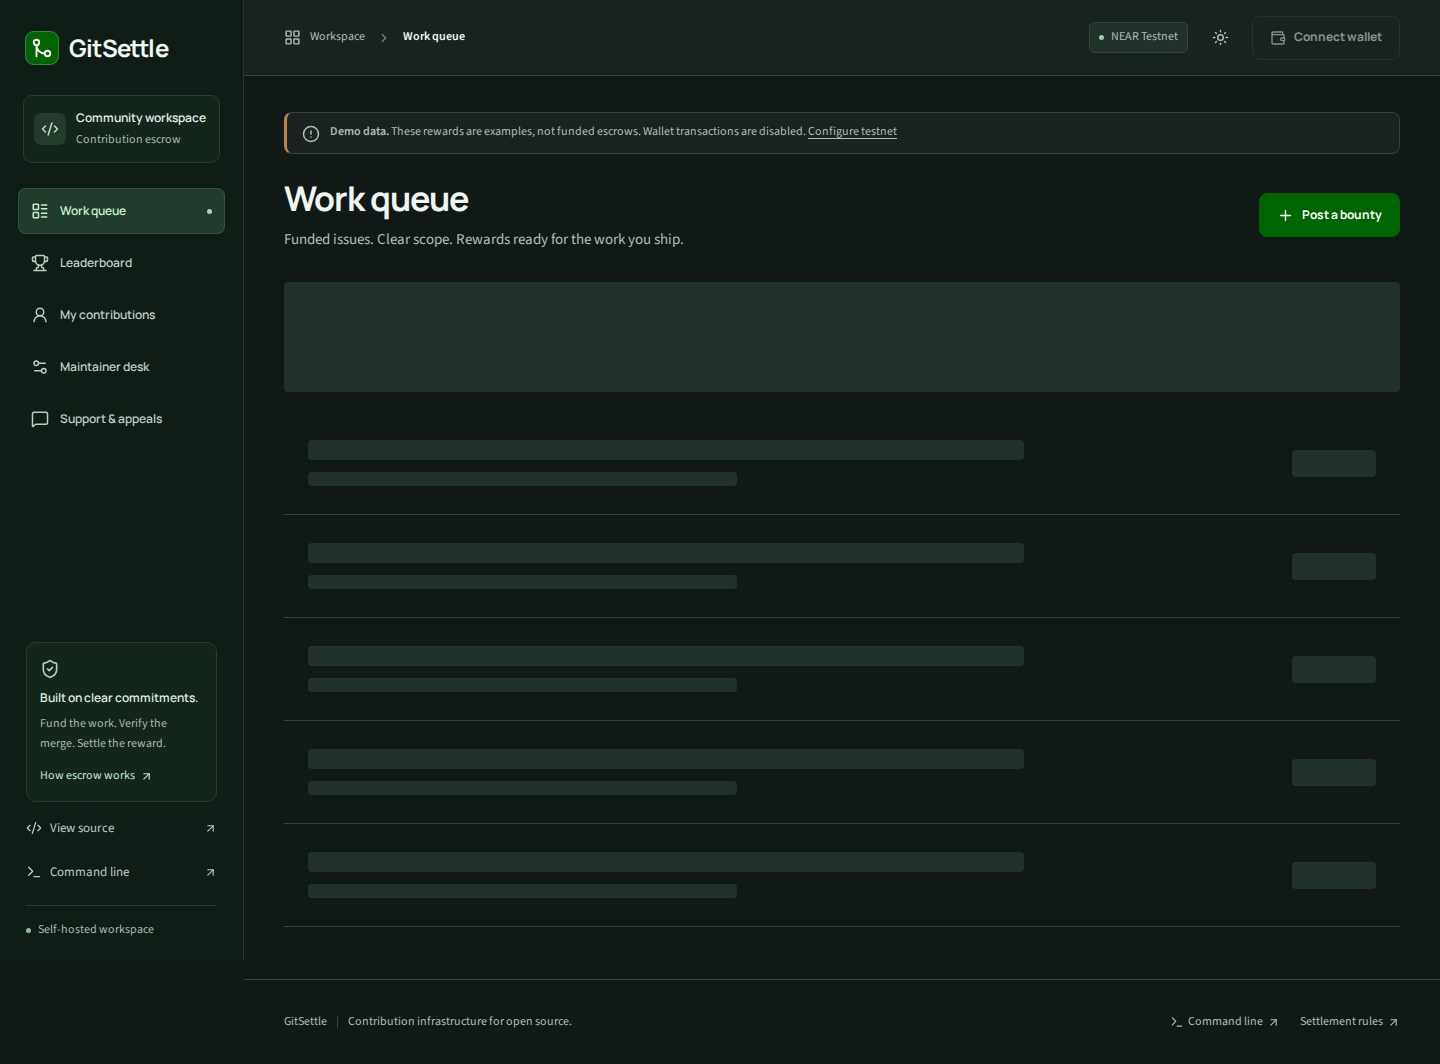 GitSettle
Workspace
Work queue
NEAR Testnet
Connect wallet
Community workspace
Contribution escrow
Work queue
Leaderboard
My contributions
Maintainer desk
Support & appeals
Built on clear commitments.
Fund the work. Verify the
merge. Settle the reward.
How escrow works
View source
Command line
Self-hosted workspace
Demo data. These rewards are examples, not funded escrows. Wallet transactions are disabled. Configure testnet
Work queue
Funded issues. Clear scope. Rewards ready for the work you ship.
Post a bounty
GitSettle
Contribution infrastructure for open source.
Command line
Settlement rules